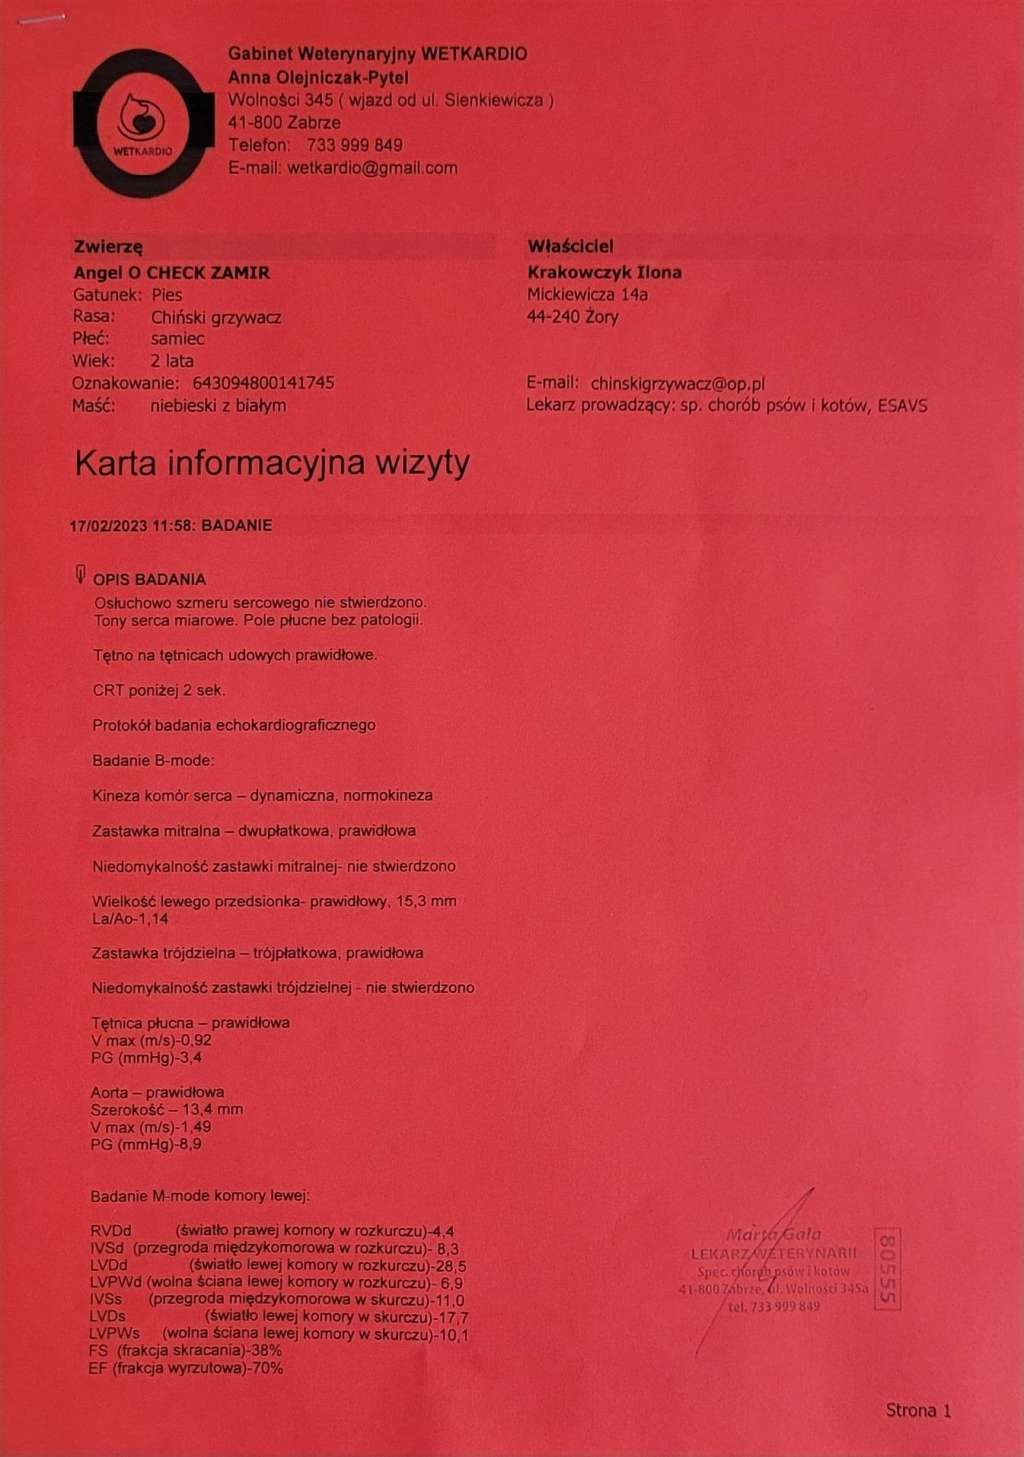 Gabinet Weterynaryjny WETKARDIO
Anna Olejniczak-Pytel
Wolności 345 ( wjazd od ul. Sienkiewicza )
41-800 Zabrze
Telefon: 733 999 849
E-mail: wetkardio@gmail.com
WETKARDIO
Zwierzę
Angel O CHECK ZAMIR
Gatunek: Pies
Rasa: Chiński grzywacz
Płeć: samiec
Wiek: 2 lata
Oznakowanie: 643094800141745
Maść: niebieski z białym
Właściciel
Krakowczyk Ilona
Mickiewicza 14a
44-240 Żory
E-mail: chinskigrzywacz@op.pl
Lekarz prowadzący: sp. chorób psów i kotów, ESAVS
Karta informacyjna wizyty
17/02/2023 11:58: BADANIE
OPIS BADANIA
Osłuchowo szmeru sercowego nie stwierdzono.
Tony serca miarowe. Pole płucne bez patologii.
Tętno na tętnicach udowych prawidłowe.
CRT poniżej 2 sek.
Protokół badania echokardiograficznego
Badanie B-mode:
Kineza komór serca – dynamiczna, normokineza
Zastawka mitralna – dwupłatkowa, prawidłowa
Niedomykalność zastawki mitralnej- nie stwierdzono
Wielkość lewego przedsionka- prawidłowy, 15,3 mm
La/Ao-1,14
Zastawka trójdzielna – trójpłatkowa, prawidłowa
Niedomykalność zastawki trójdzielnej - nie stwierdzono
Tętnica płucna – prawidłowa
V max (m/s)-0,92
PG (mmHg)-3,4
Aorta – prawidłowa
Szerokość – 13,4 mm
V max (m/s)-1,49
PG (mmHg)-8,9
Badanie M-mode komory lewej:
RVDd (światło prawej komory w rozkurczu)-4,4
IVSd (przegroda międzykomorowa w rozkurczu)- 8,3
LVDd (światło lewej komory w rozkurczu)-28,5
LVPWd (wolna ściana lewej komory w rozkurczu)- 6,9
IVSs (przegroda międzykomorowa w skurczu)-11,0
LVDs (światło lewej komory w skurczu)-17,7
LVPWs (wolna ściana lewej komory w skurczu)-10,1
FS (frakcja skracania)-38%
EF (frakcja wyrzutowa)-70%
Marta Gala
LEKARZ WETERYNARII
Spec. chorób psów i kotów
41-800 Zabrze, ul. Wolności 345a
tel. 733 999 849
80555
Strona 1